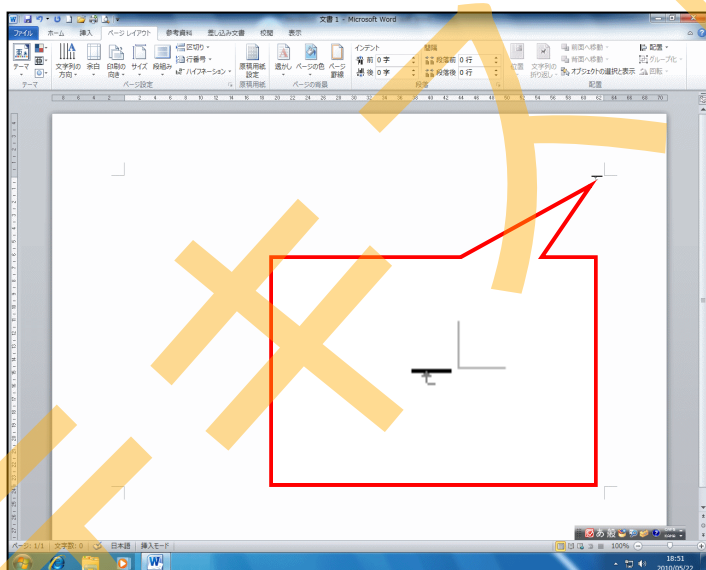 文書 1 - Microsoft Word
ファイル ホーム 挿入 ページ レイアウト 参考資料 差し込み文書 校閲 表示
テーマ 文字列の方向 余白 印刷の向き サイズ 段組み 区切り 行番号 ハイフネーション 原稿用紙設定 透かし ページの色 ページ罫線
インデント 間隔
前: 0 字 段落前: 0 行
後: 0 字 段落後: 0 行
位置 文字列の折り返し 前面へ移動 背面へ移動 オブジェクトの選択と表示 配置 グループ化 回転
テーマ ページ設定 原稿用紙 ページの背景 段落 配置
あ 般
ページ: 1/1 文字数: 0 日本語 挿入モード 100%
18:51
2010/05/22